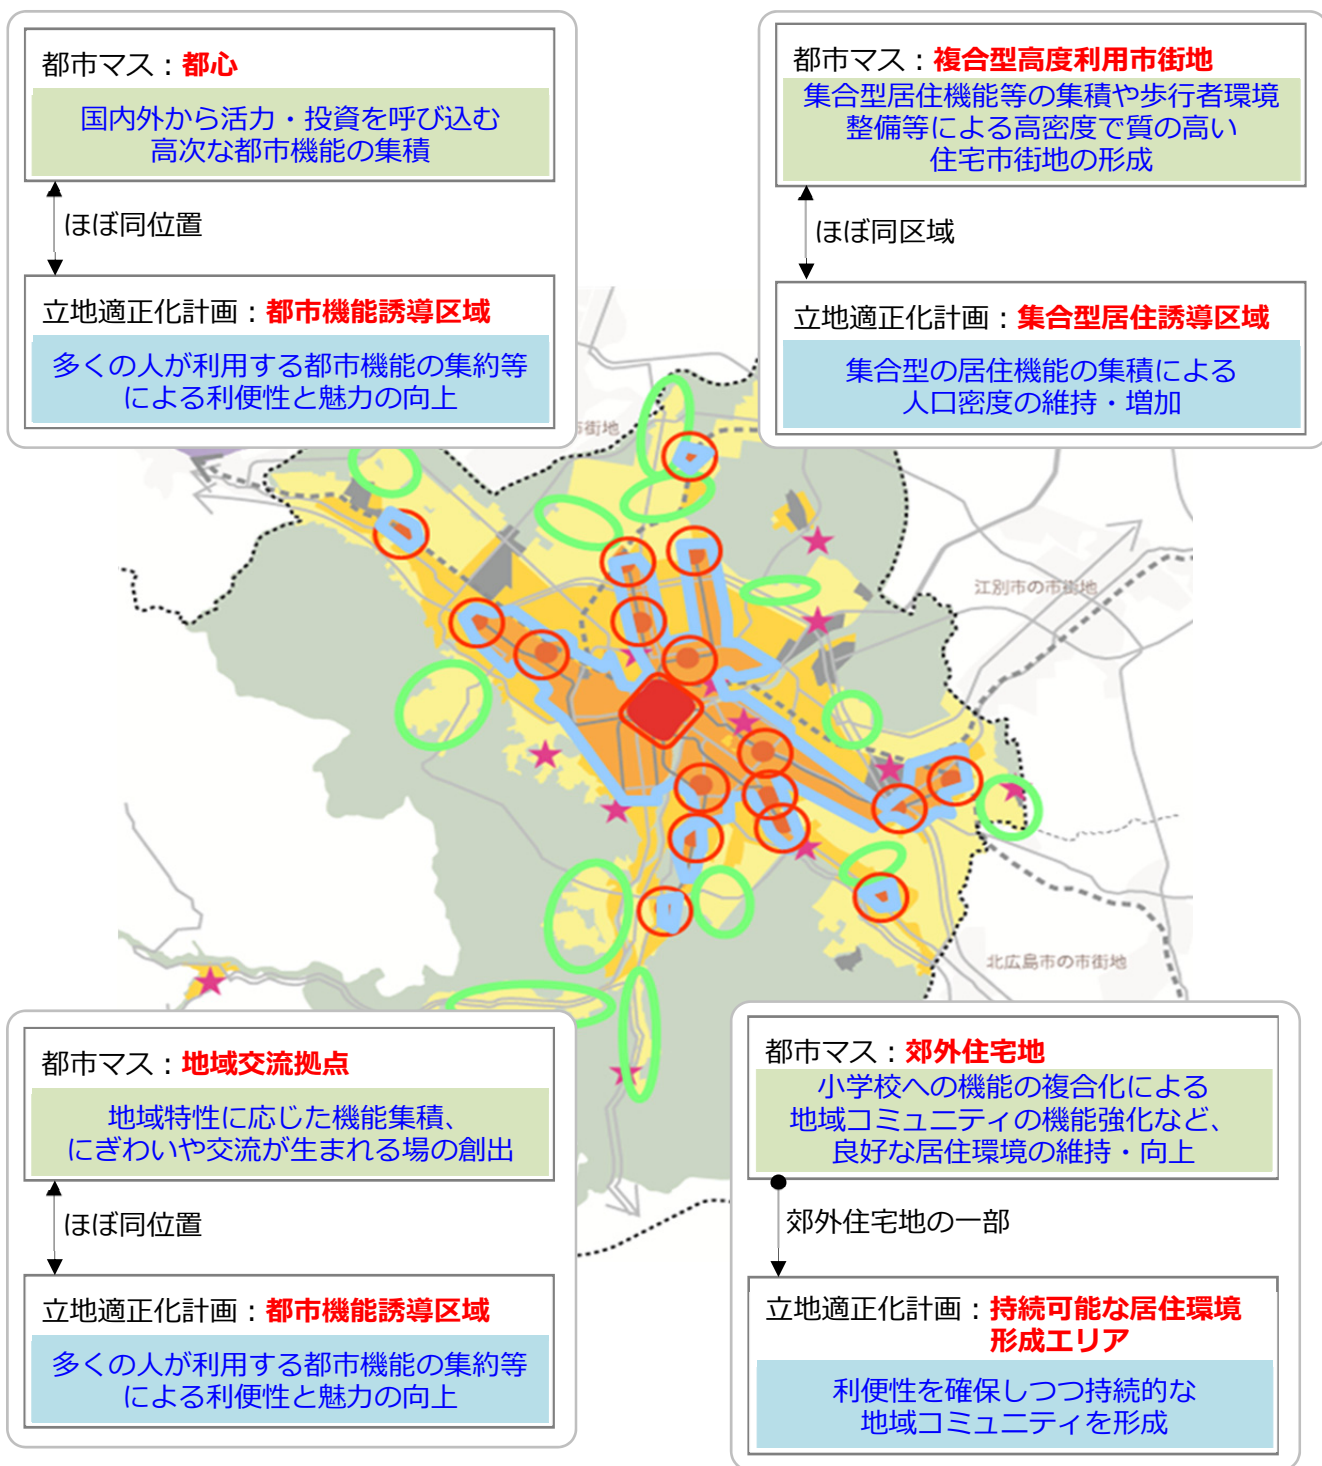 都市マス：都心
国内外から活力・投資を呼び込む
高次な都市機能の集積
ほぼ同位置
立地適正化計画：都市機能誘導区域
多くの人が利用する都市機能の集約等
による利便性と魅力の向上
都市マス：複合型高度利用市街地
集合型居住機能等の集積や歩行者環境
整備等による高密度で質の高い
住宅市街地の形成
ほぼ同区域
立地適正化計画：集合型居住誘導区域
集合型の居住機能の集積による
人口密度の維持・増加
市街地
江別市の市街地
北広島市の市街地
都市マス：地域交流拠点
地域特性に応じた機能集積、
にぎわいや交流が生まれる場の創出
ほぼ同位置
立地適正化計画：都市機能誘導区域
多くの人が利用する都市機能の集約等
による利便性と魅力の向上
都市マス：郊外住宅地
小学校への機能の複合化による
地域コミュニティの機能強化など、
良好な居住環境の維持・向上
郊外住宅地の一部
立地適正化計画：持続可能な居住環境
形成エリア
利便性を確保しつつ持続的な
地域コミュニティを形成